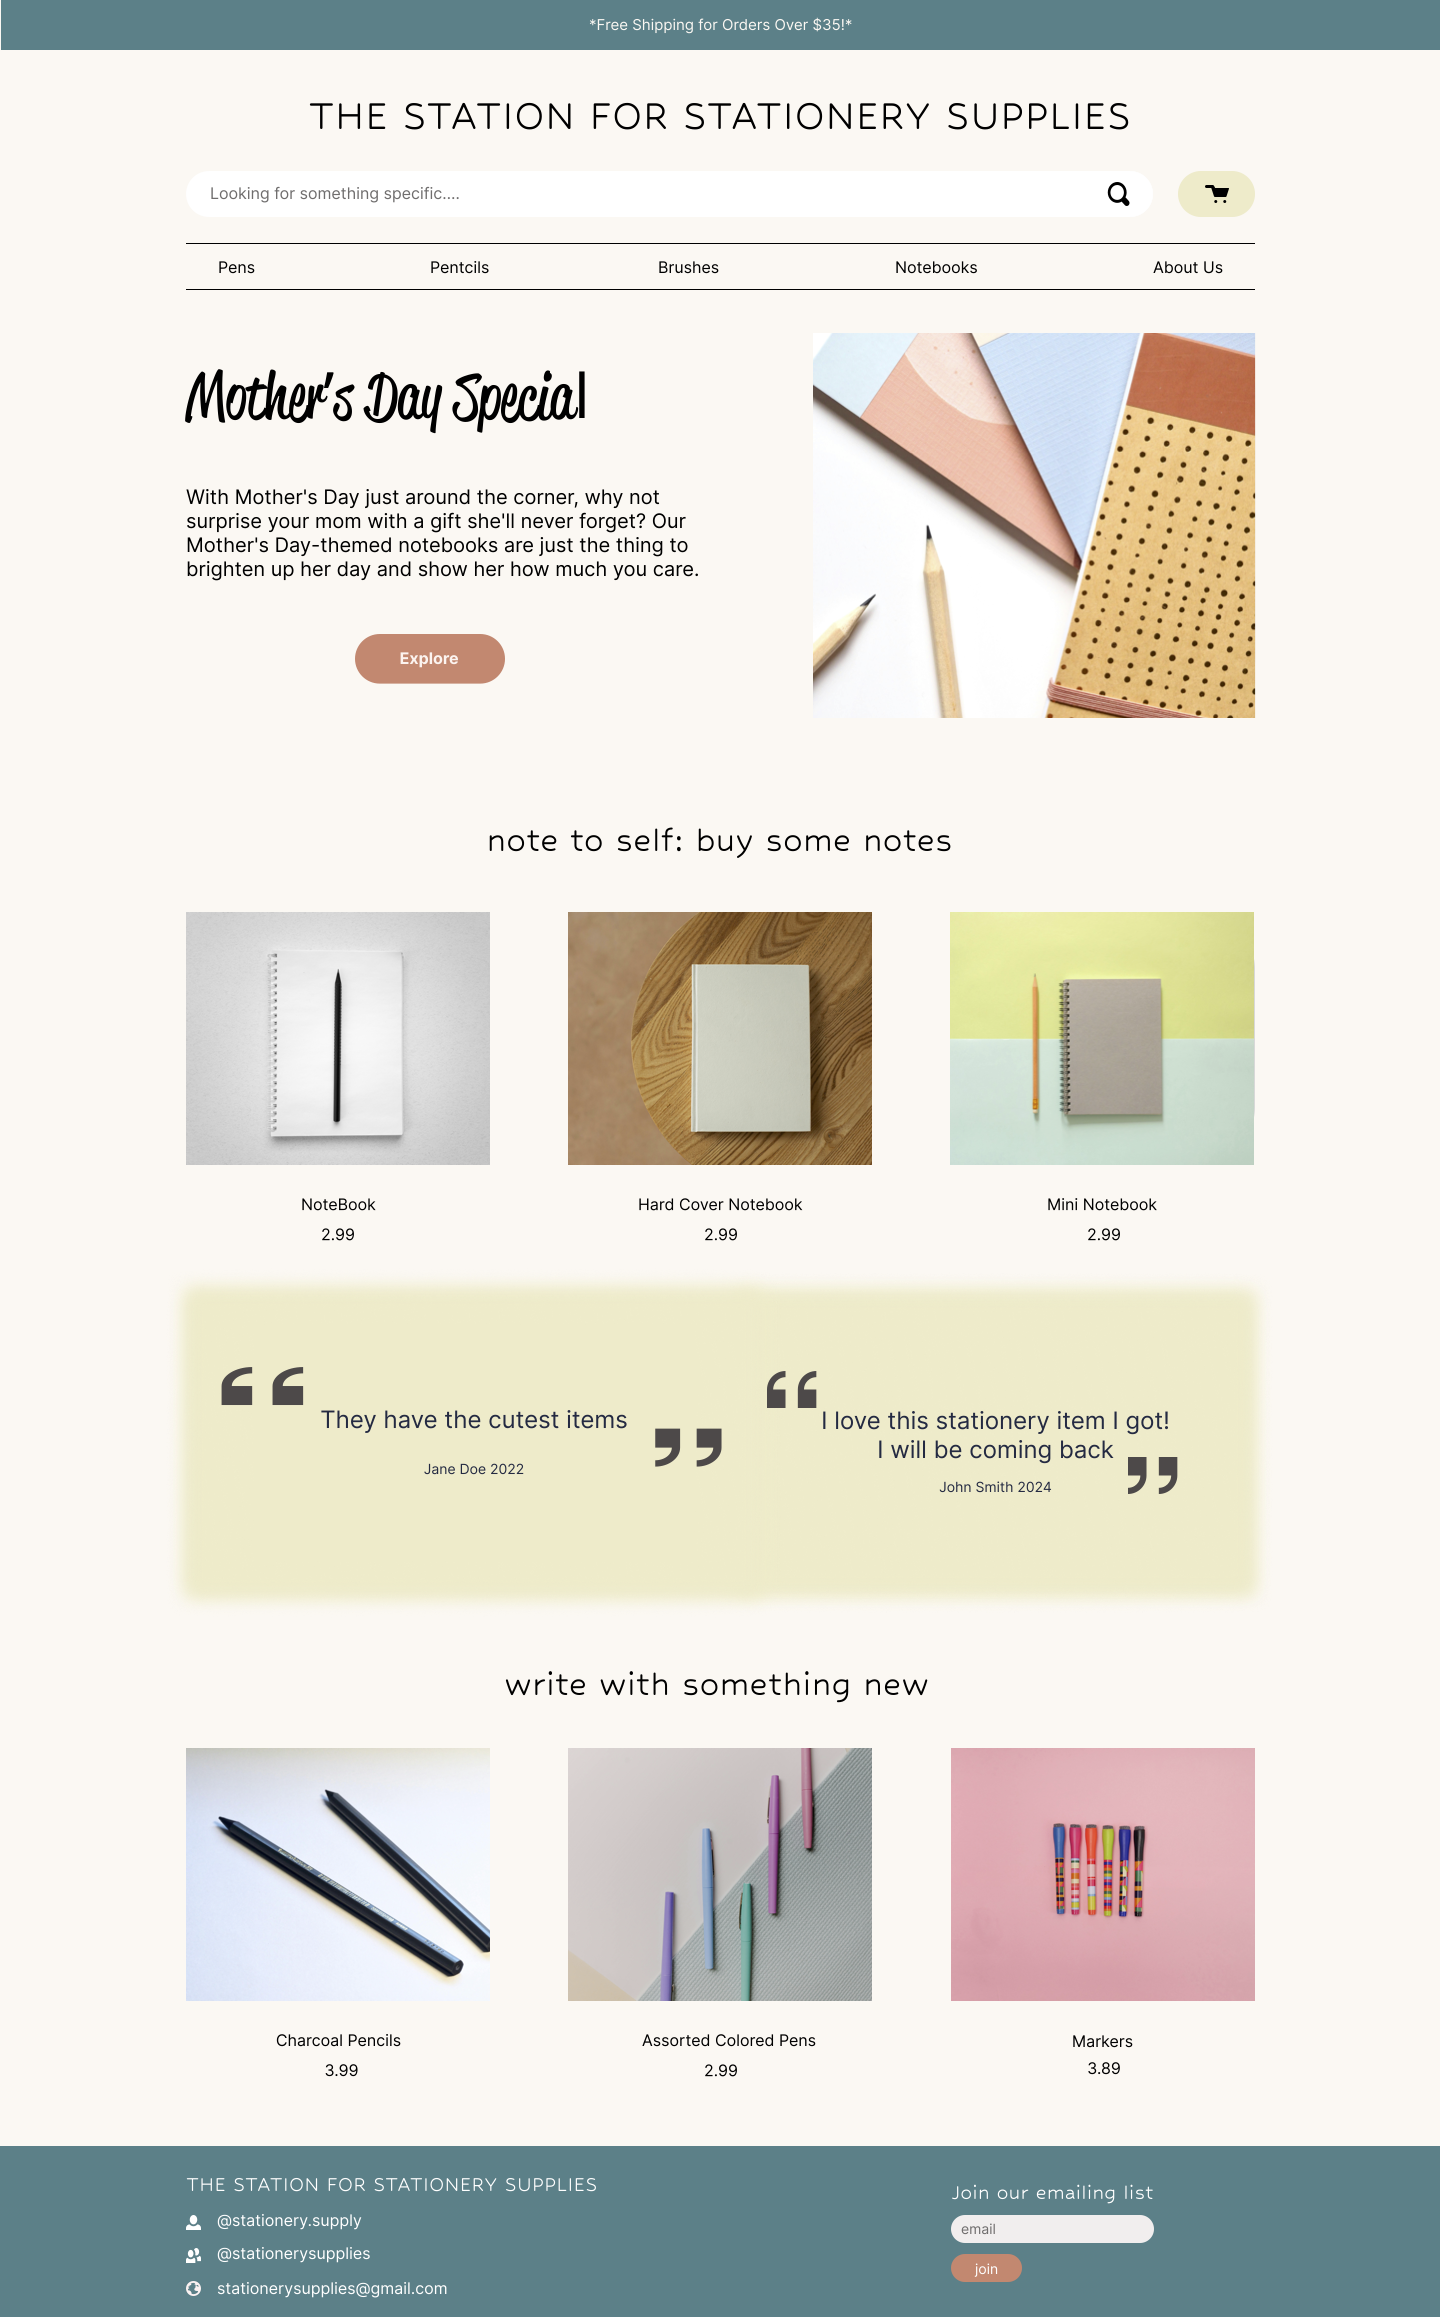 *Free Shipping for Orders Over $35!*
THE STATION FOR STATIONERY SUPPLIES
Looking for something specific....
Pens Pentcils Brushes Notebooks About Us
Mother's Day Special
With Mother's Day just around the corner, why not
surprise your mom with a gift she'll never forget? Our
Mother's Day-themed notebooks are just the thing to
brighten up her day and show her how much you care.
Explore
note to self: buy some notes
NoteBook
2.99
Hard Cover Notebook
2.99
Mini Notebook
2.99
“
They have the cutest items
”
Jane Doe 2022
“
I love this stationery item I got!
I will be coming back
”
John Smith 2024
write with something new
Charcoal Pencils
3.99
Assorted Colored Pens
2.99
Markers
3.89
THE STATION FOR STATIONERY SUPPLIES
@stationery.supply
@stationerysupplies
stationerysupplies@gmail.com
Join our emailing list
email
join